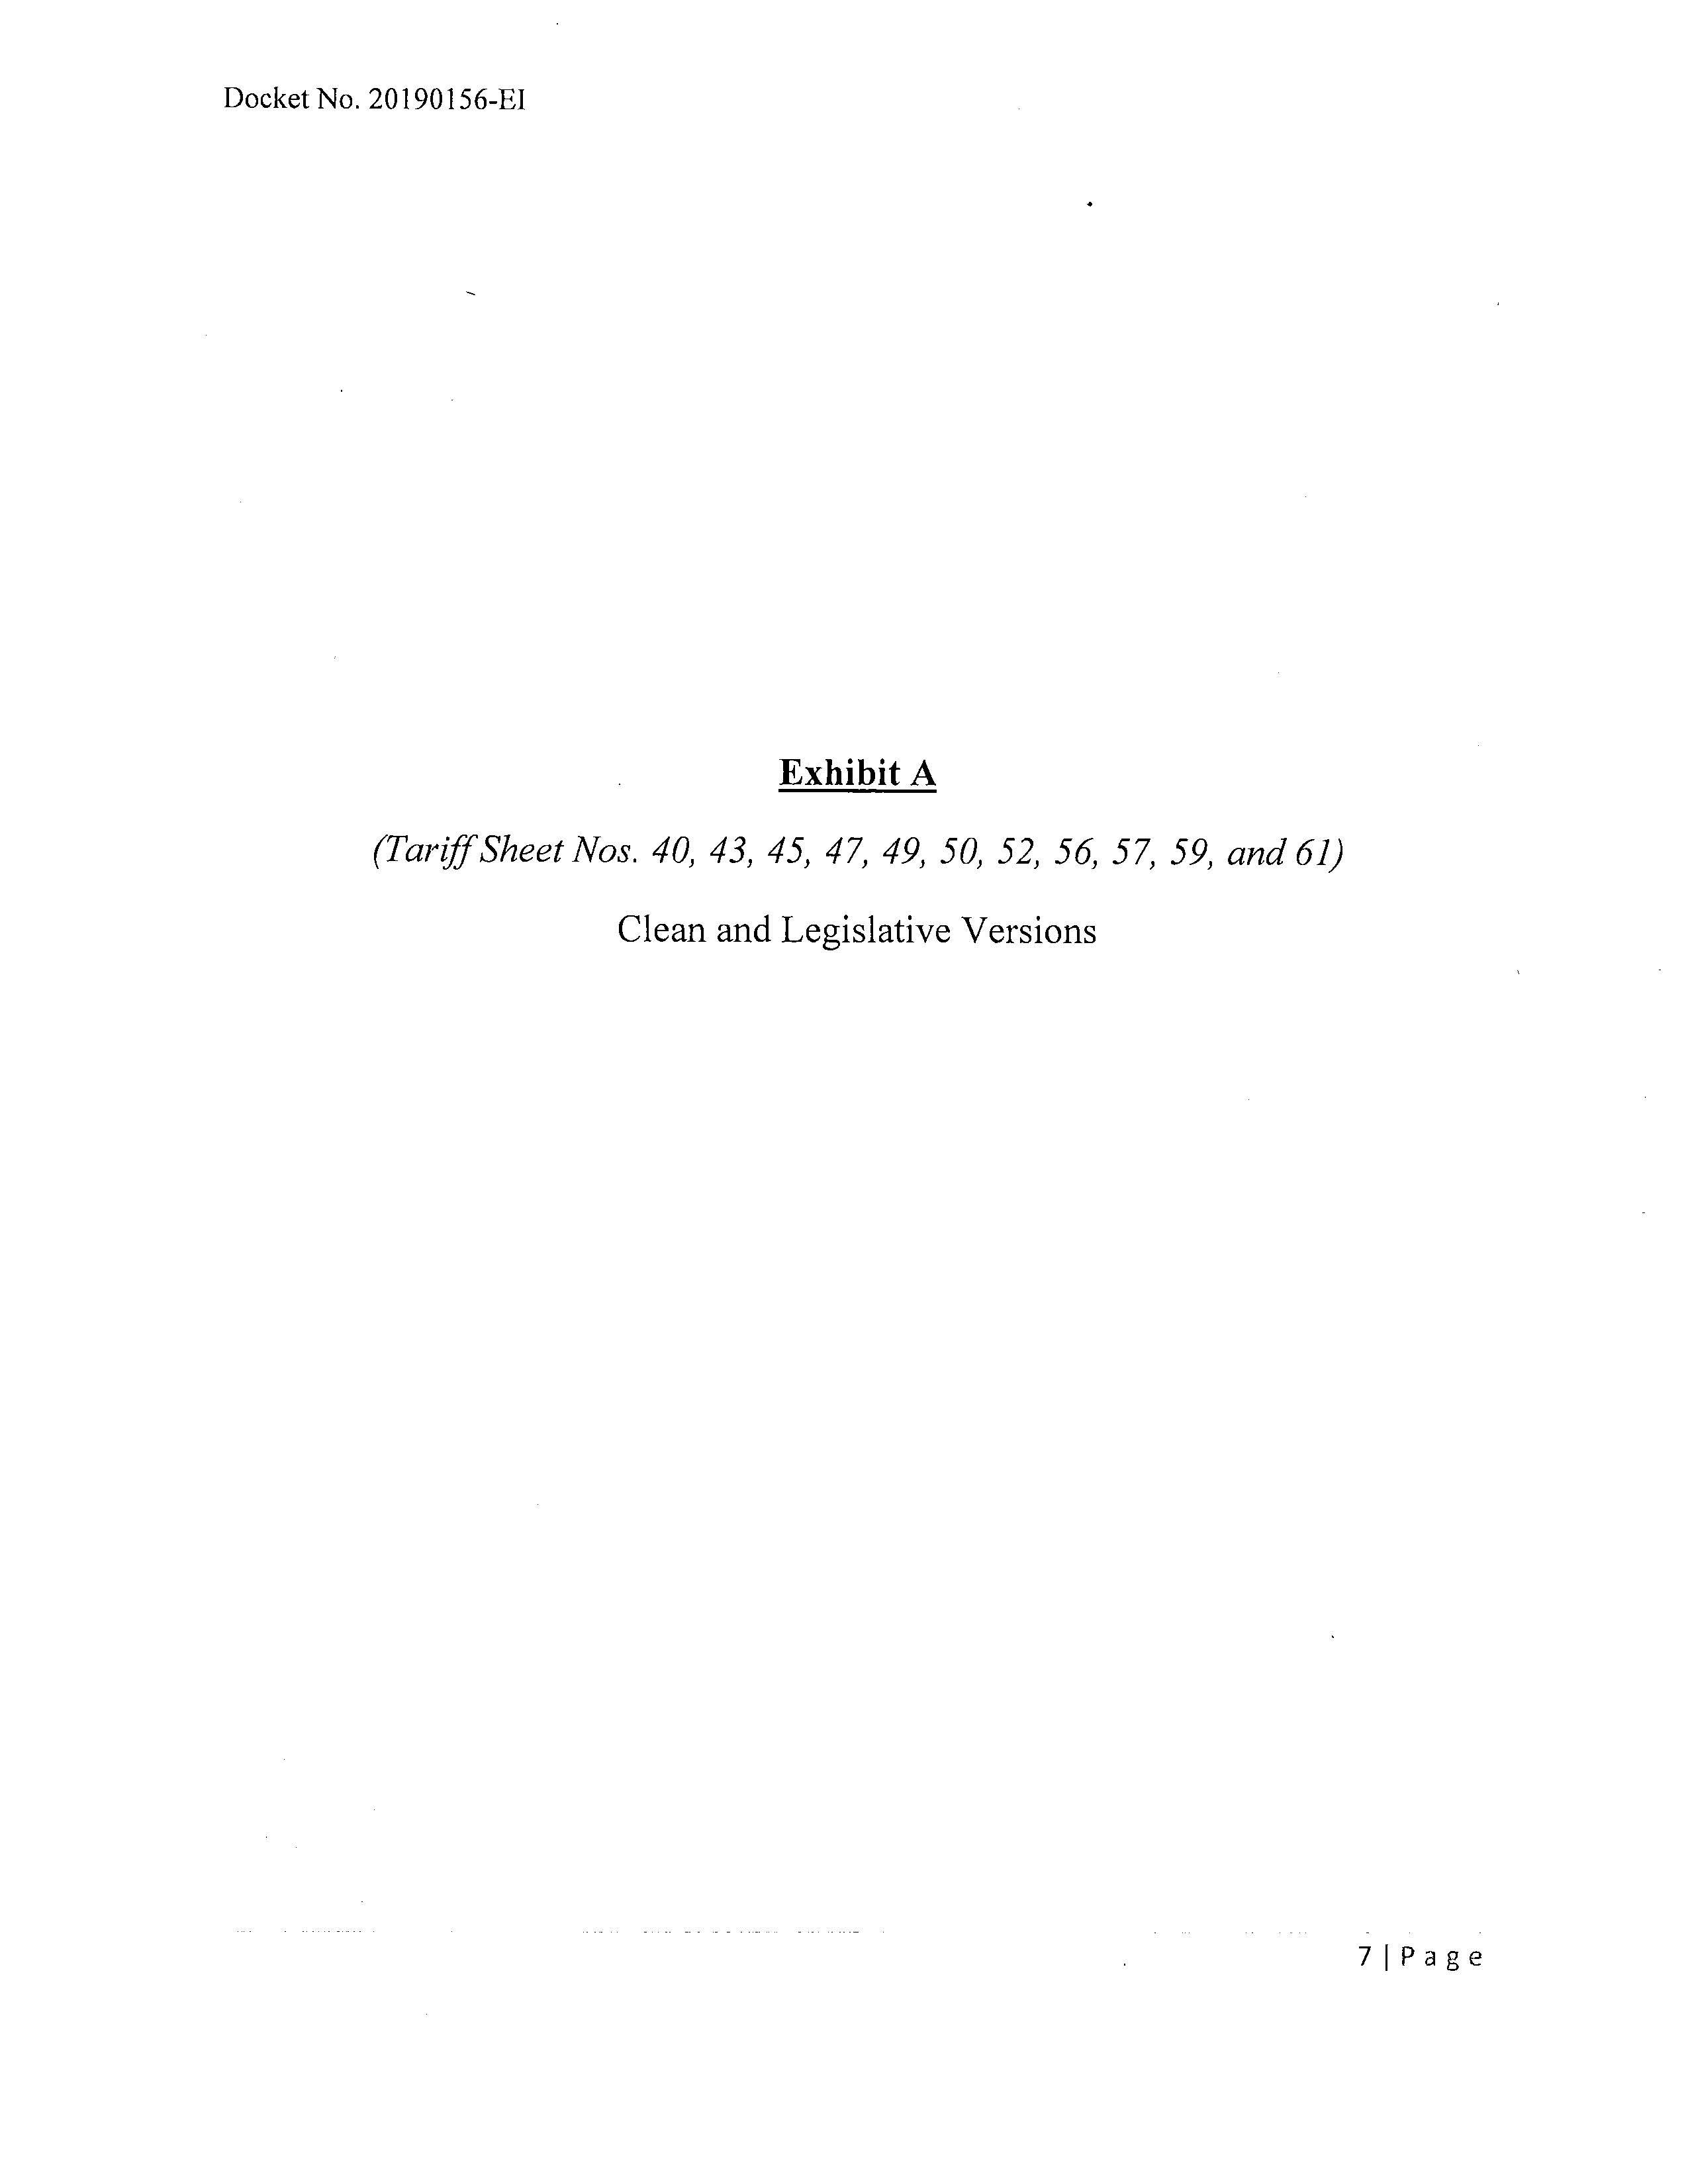 Docket No. 20190156-EI
Exhibit A
(Tariff Sheet Nos. 40, 43, 45, 47, 49, 50, 52, 56, 57, 59, and 61)
Clean and Legislative Versions
7 | P a g e